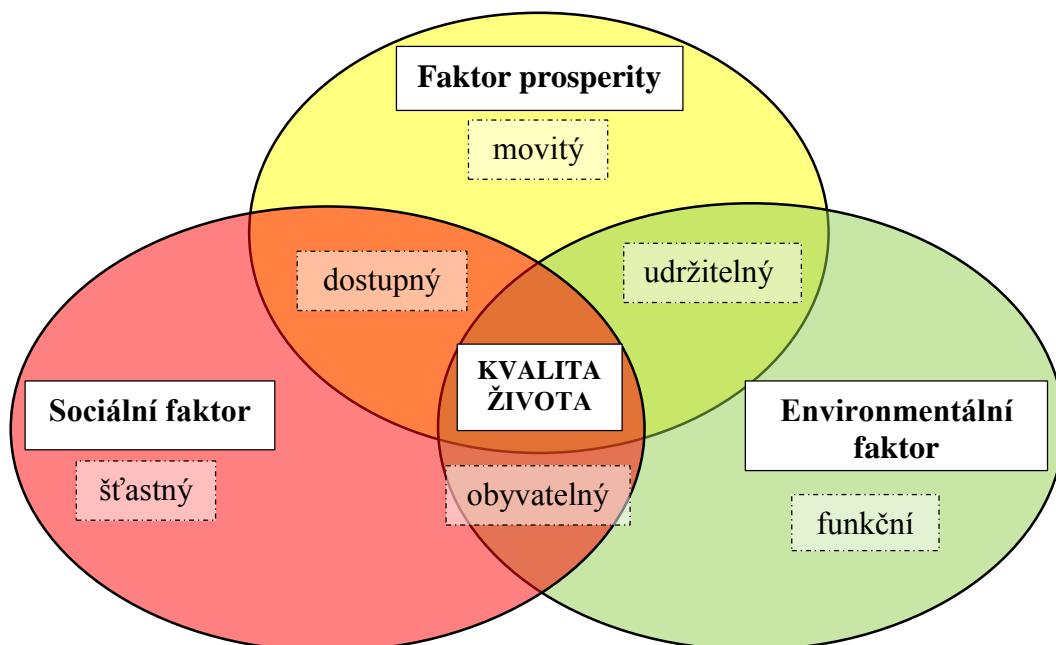 Faktor prosperity
movitý
dostupný
udržitelný
KVALITA
ŽIVOTA
Sociální faktor
šťastný
Environmentální
faktor
obyvatelný
funkční